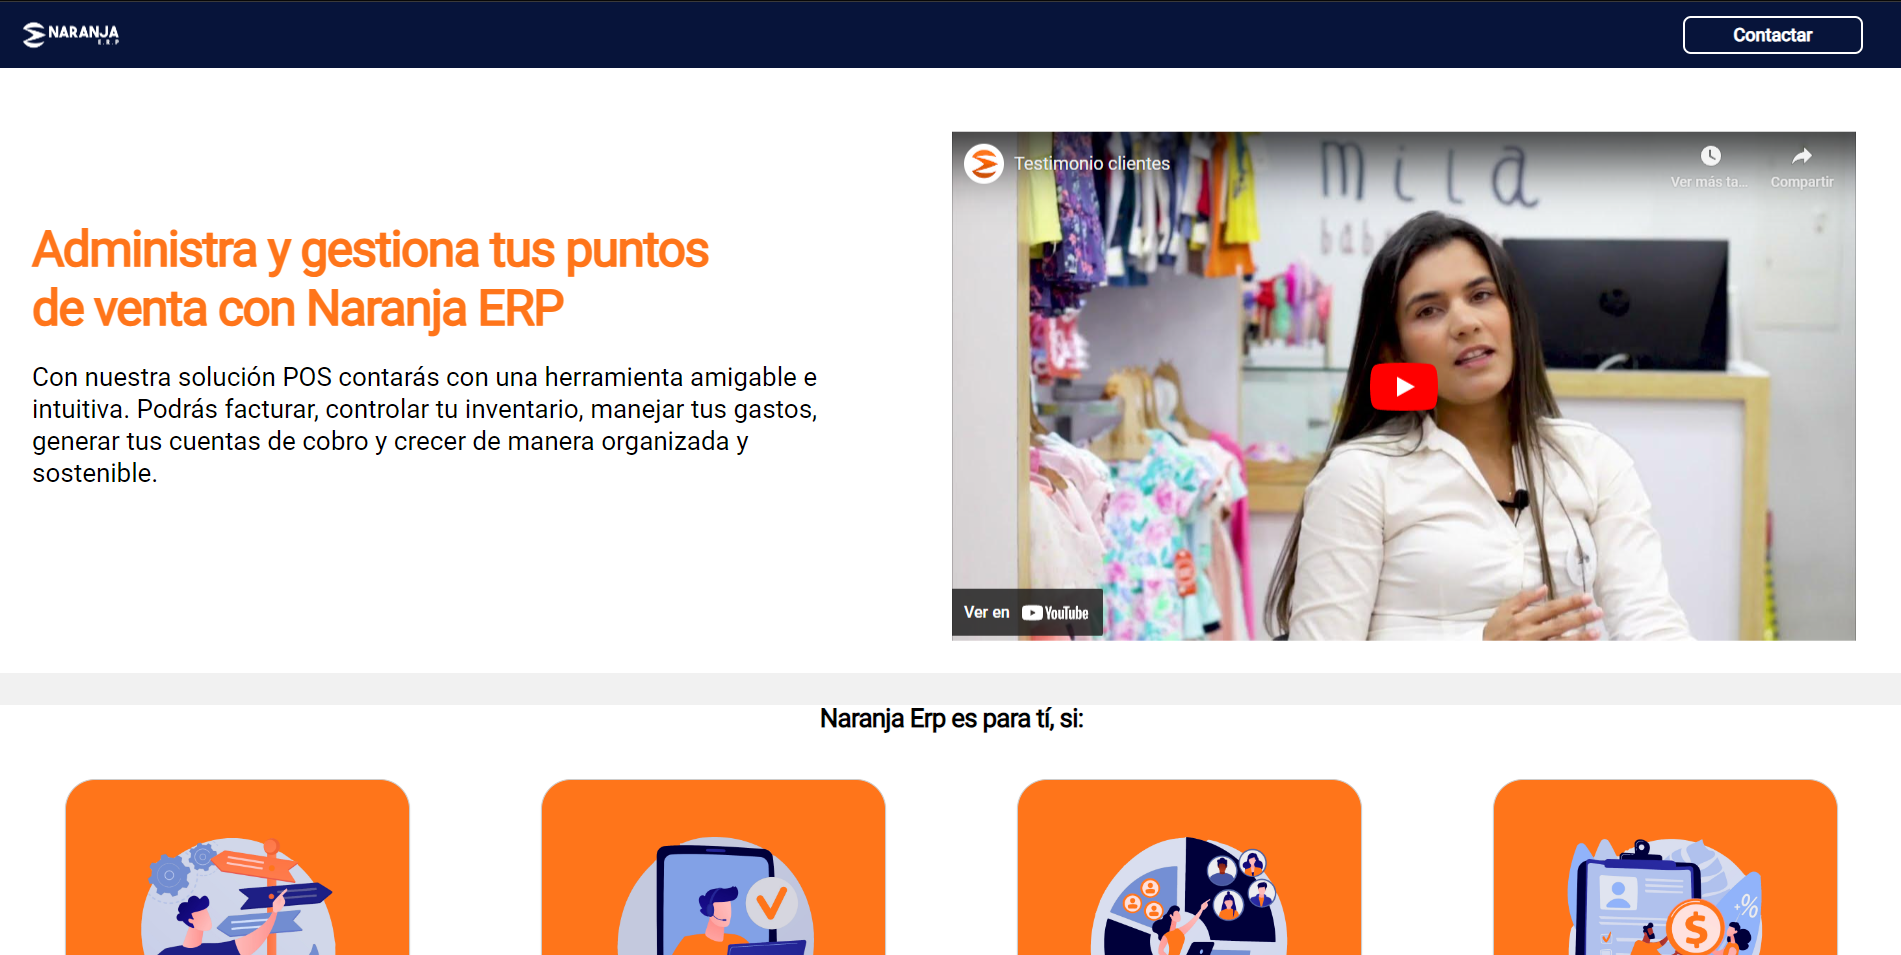 NARANJA
E.R.P
Contactar
Administra y gestiona tus puntos
de venta con Naranja ERP
Con nuestra solución POS contarás con una herramienta amigable e
intuitiva. Podrás facturar, controlar tu inventario, manejar tus gastos,
generar tus cuentas de cobro y crecer de manera organizada y
sostenible.
Testimonio clientes
Ver más ta...
Compartir
mila
Ver en YouTube
Naranja Erp es para tí, si:
%
$